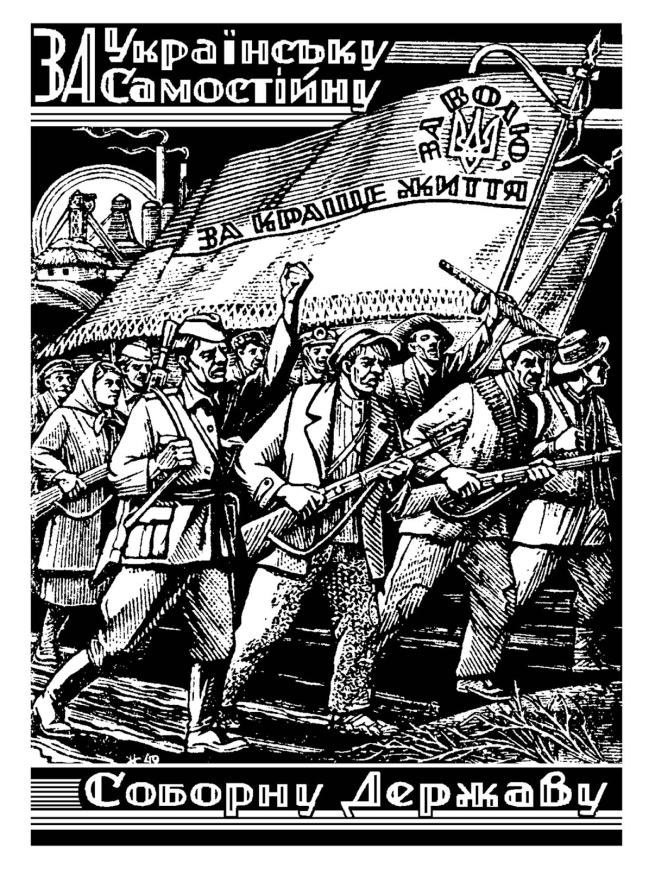 ЗА Українську
Самостійну
ЗА ВОЛЮ,
ЗА КРАЩЕ ЖИТТЯ
Соборну Державу